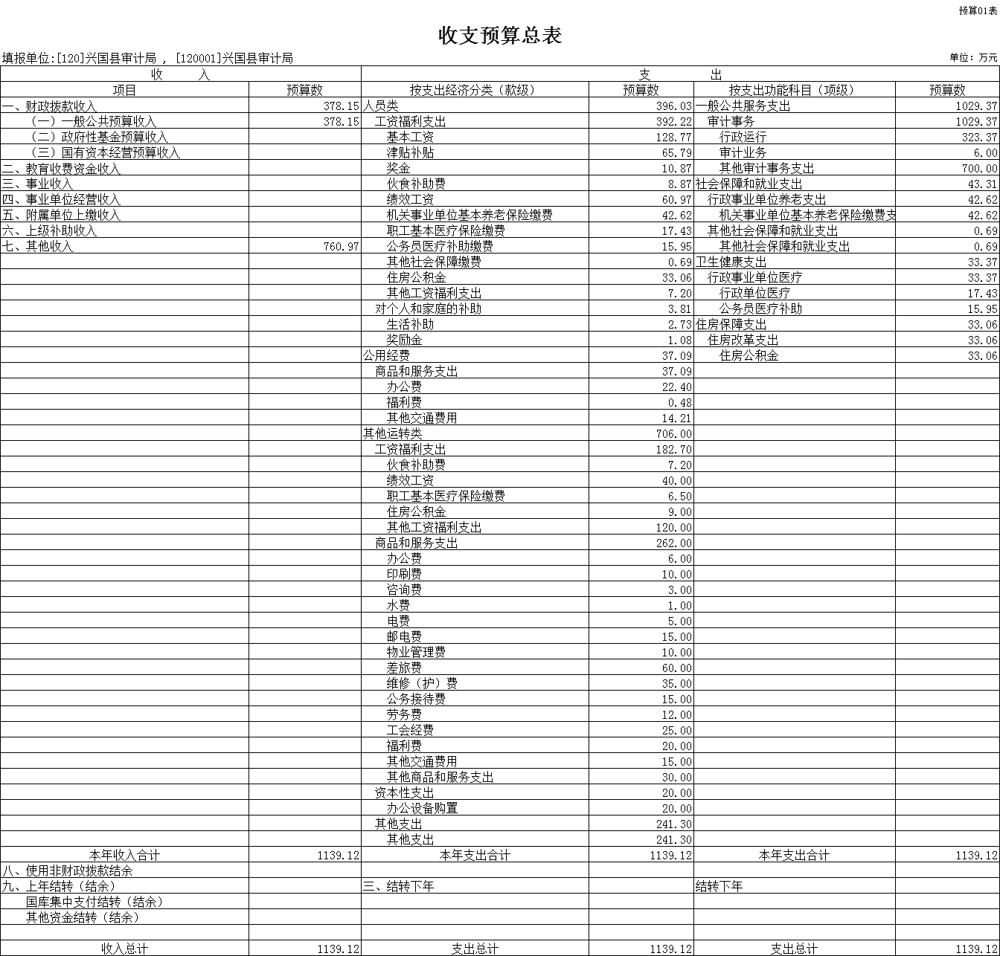 预算01表
收支预算总表
填报单位:[120]兴国县审计局 , [120001]兴国县审计局 单位: 万元
收 入 支 出
项目 预算数 按支出经济分类（款级） 预算数 按支出功能科目（项级） 预算数
一、财政拨款收入 378.15 人员类 396.03 一般公共服务支出 1029.37
（一）一般公共预算收入 378.15 工资福利支出 392.22 审计事务 1029.37
（二）政府性基金预算收入 基本工资 128.77 行政运行 323.37
（三）国有资本经营预算收入 津贴补贴 65.79 审计业务 6.00
二、教育收费资金收入 奖金 10.87 其他审计事务支出 700.00
三、事业收入 伙食补助费 8.87 社会保障和就业支出 43.31
四、事业单位经营收入 绩效工资 60.97 行政事业单位养老支出 42.62
五、附属单位上缴收入 机关事业单位基本养老保险缴费 42.62 机关事业单位基本养老保险缴费支 42.62
六、上级补助收入 职工基本医疗保险缴费 17.43 其他社会保障和就业支出 0.69
七、其他收入 760.97 公务员医疗补助缴费 15.95 其他社会保障和就业支出 0.69
其他社会保障缴费 0.69 卫生健康支出 33.37
住房公积金 33.06 行政事业单位医疗 33.37
其他工资福利支出 7.20 行政单位医疗 17.43
对个人和家庭的补助 3.81 公务员医疗补助 15.95
生活补助 2.73 住房保障支出 33.06
奖励金 1.08 住房改革支出 33.06
公用经费 37.09 住房公积金 33.06
商品和服务支出 37.09
办公费 22.40
福利费 0.48
其他交通费用 14.21
其他运转类 706.00
工资福利支出 182.70
伙食补助费 7.20
绩效工资 40.00
职工基本医疗保险缴费 6.50
住房公积金 9.00
其他工资福利支出 120.00
商品和服务支出 262.00
办公费 6.00
印刷费 10.00
咨询费 3.00
水费 1.00
电费 5.00
邮电费 15.00
物业管理费 10.00
差旅费 60.00
维修（护）费 35.00
公务接待费 15.00
劳务费 12.00
工会经费 25.00
福利费 20.00
其他交通费用 15.00
其他商品和服务支出 30.00
资本性支出 20.00
办公设备购置 20.00
其他支出 241.30
其他支出 241.30
本年收入合计 1139.12 本年支出合计 1139.12 本年支出合计 1139.12
八、使用非财政拨款结余
九、上年结转（结余） 三、结转下年 结转下年
国库集中支付结转（结余）
其他资金结转（结余）
收入总计 1139.12 支出总计 1139.12 支出总计 1139.12